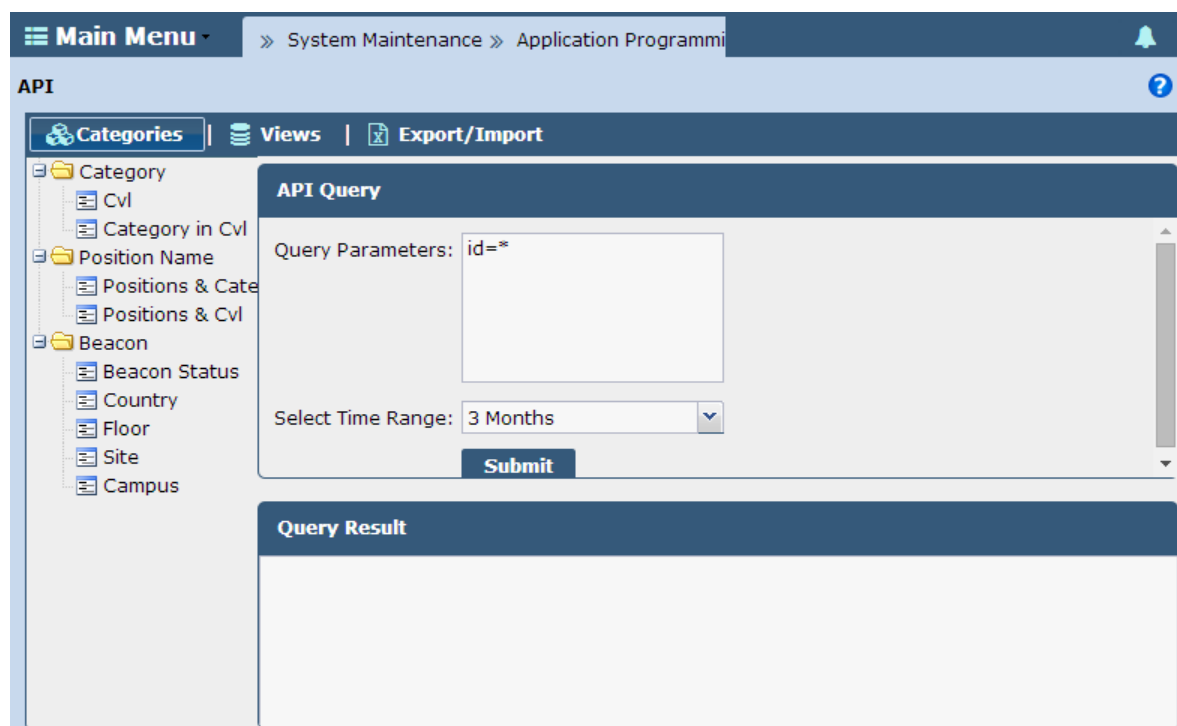 Main Menu
» System Maintenance » Application Programmi
API
Categories | Views | Export/Import
Category
Cvl
Category in Cvl
Position Name
Positions & Cate
Positions & Cvl
Beacon
Beacon Status
Country
Floor
Site
Campus
API Query
Query Parameters: id=*
Select Time Range: 3 Months
Submit
Query Result